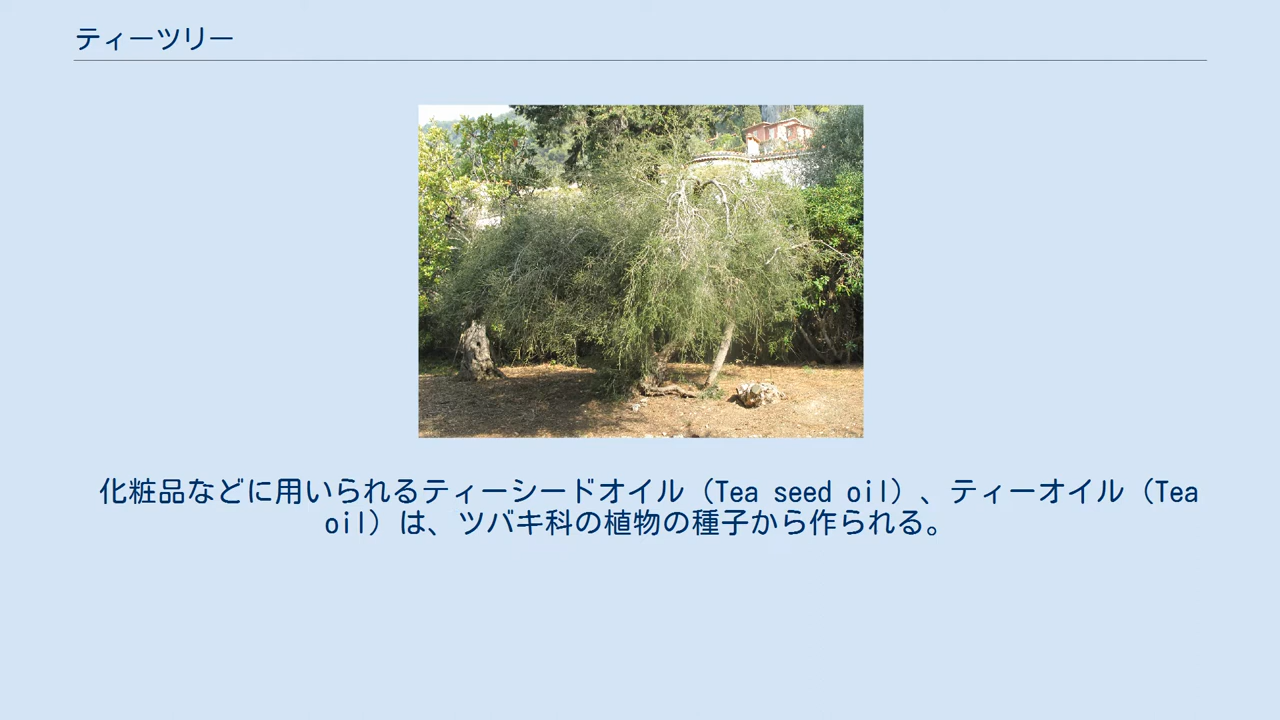 ティーツリー
化粧品などに用いられるティーシードオイル（Tea seed oil）、ティーオイル（Tea
oil）は、ツバキ科の植物の種子から作られる。